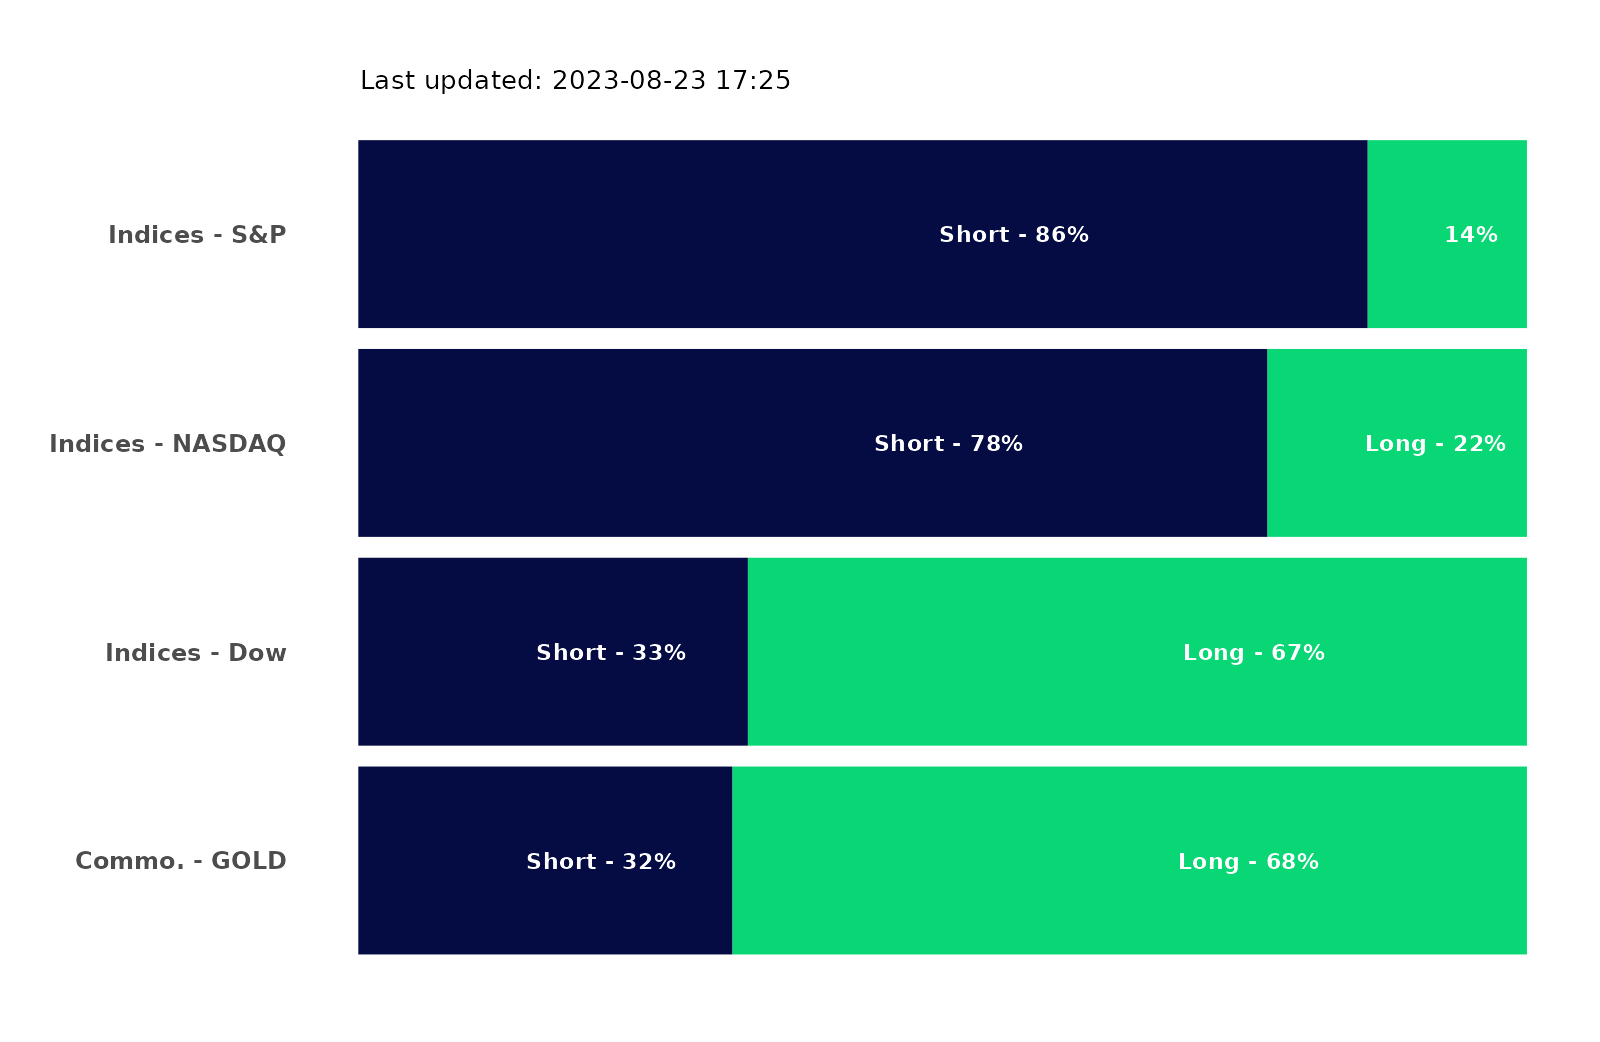 Last updated: 2023-08-23 17:25
Indices - S&P Short - 86% 14%
Indices - NASDAQ Short - 78% Long - 22%
Indices - Dow Short - 33% Long - 67%
Commo. - GOLD Short - 32% Long - 68%